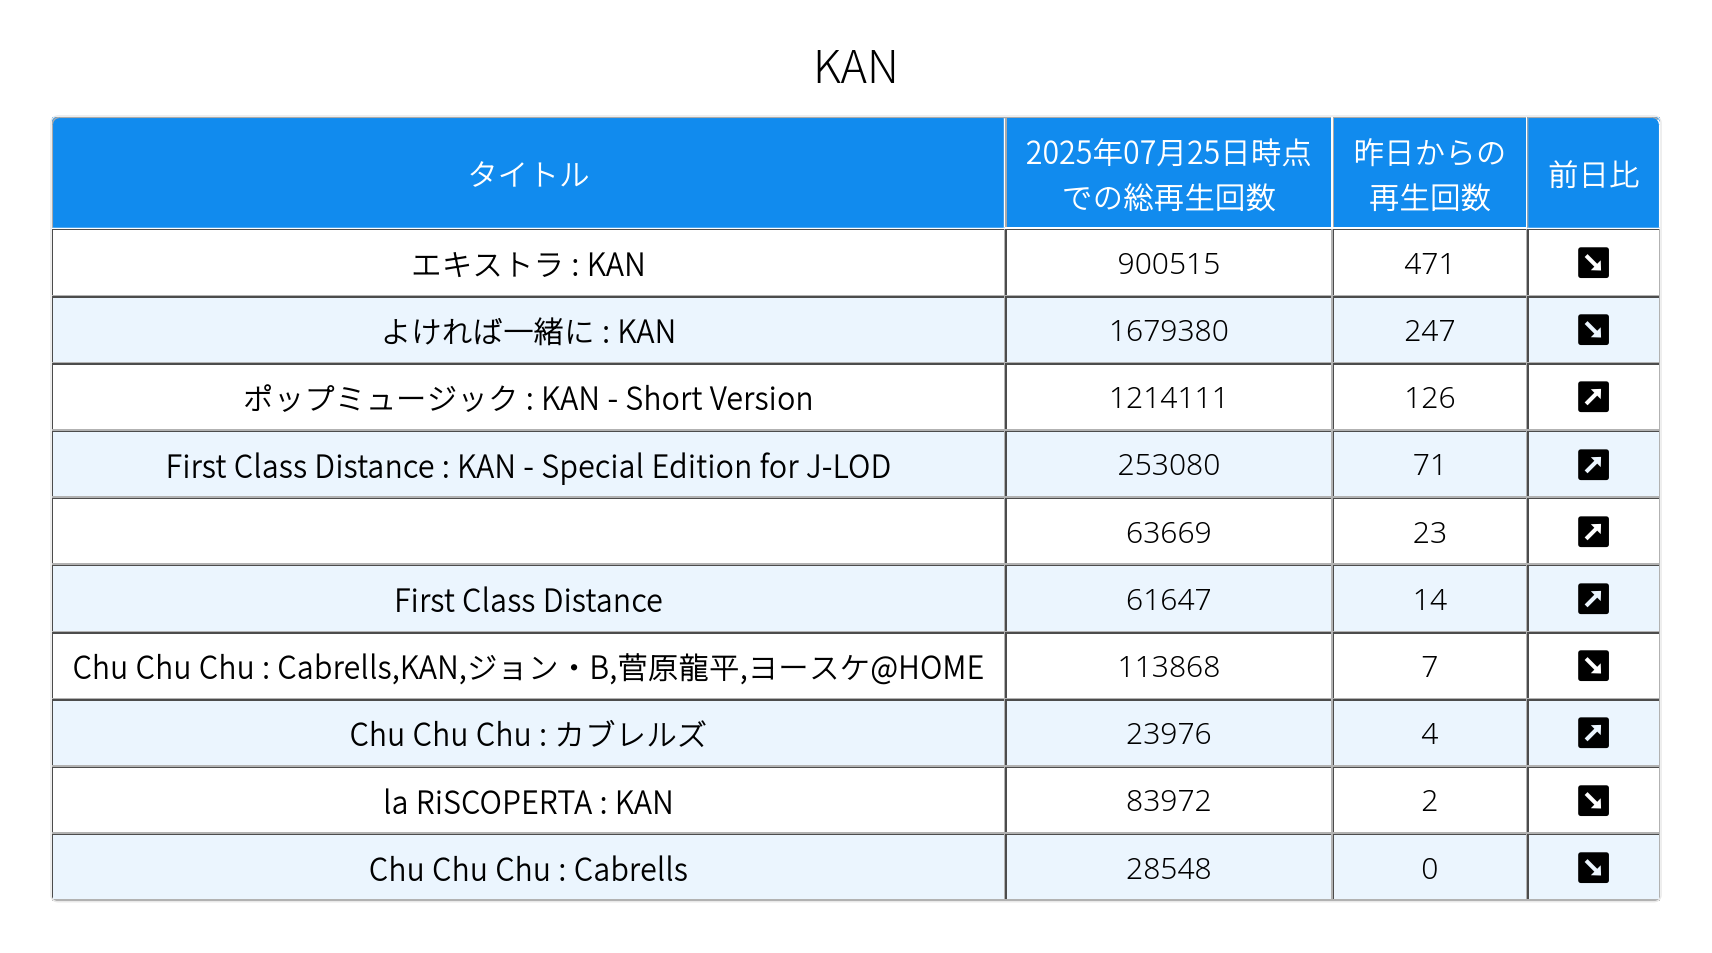 KAN
タイトル
2025年07月25日時点
での総再生回数
昨日からの
再生回数
前日比
エキストラ : KAN 900515 471
よければ一緒に : KAN 1679380 247
ポップミュージック : KAN - Short Version 1214111 126
First Class Distance : KAN - Special Edition for J-LOD 253080 71
63669 23
First Class Distance 61647 14
Chu Chu Chu : Cabrells,KAN,ジョン・B,菅原龍平,ヨースケ@HOME 113868 7
Chu Chu Chu : カブレルズ 23976 4
la RiSCOPERTA : KAN 83972 2
Chu Chu Chu : Cabrells 28548 0